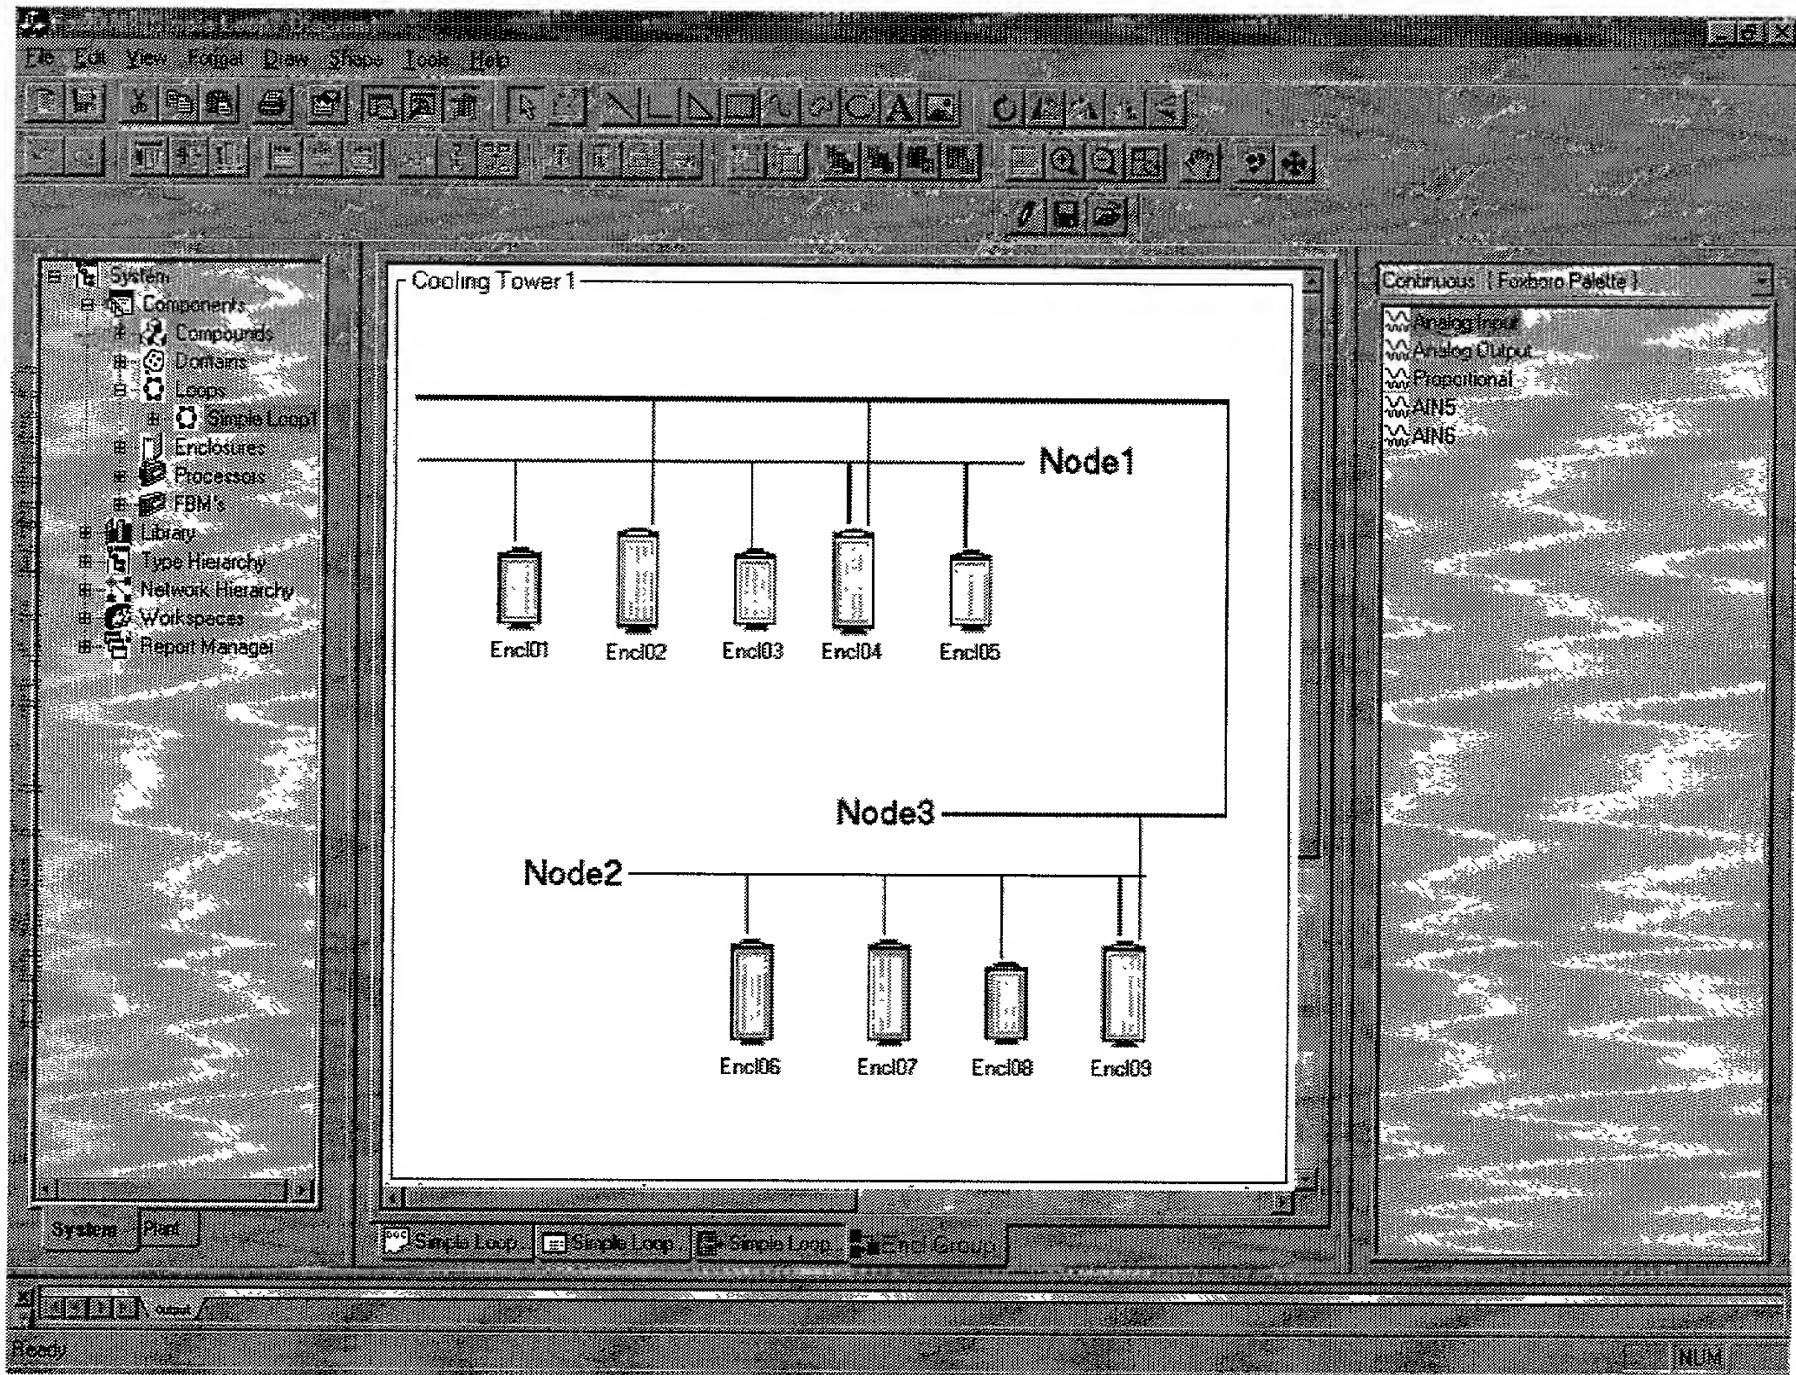 File Edit View Format Draw Shape Tools Help
System
Components
Compounds
Domains
Loops
Simple Loop1
Enclosures
Processors
FBM's
Library
Type Hierarchy
Network Hierarchy
Workspaces
Report Manager
System Plant
Cooling Tower1
Node1
Encl01 Encl02 Encl03 Encl04 Encl05
Node3
Node2
Encl06 Encl07 Encl08 Encl09
DOC Simple Loop.. Simple Loop.. Simple Loop.. Encl Group
Continuous { Foxboro Palette }
Analog Input
Analog Output
Proportional
AIN5
AIN6
Output
Ready
NUM